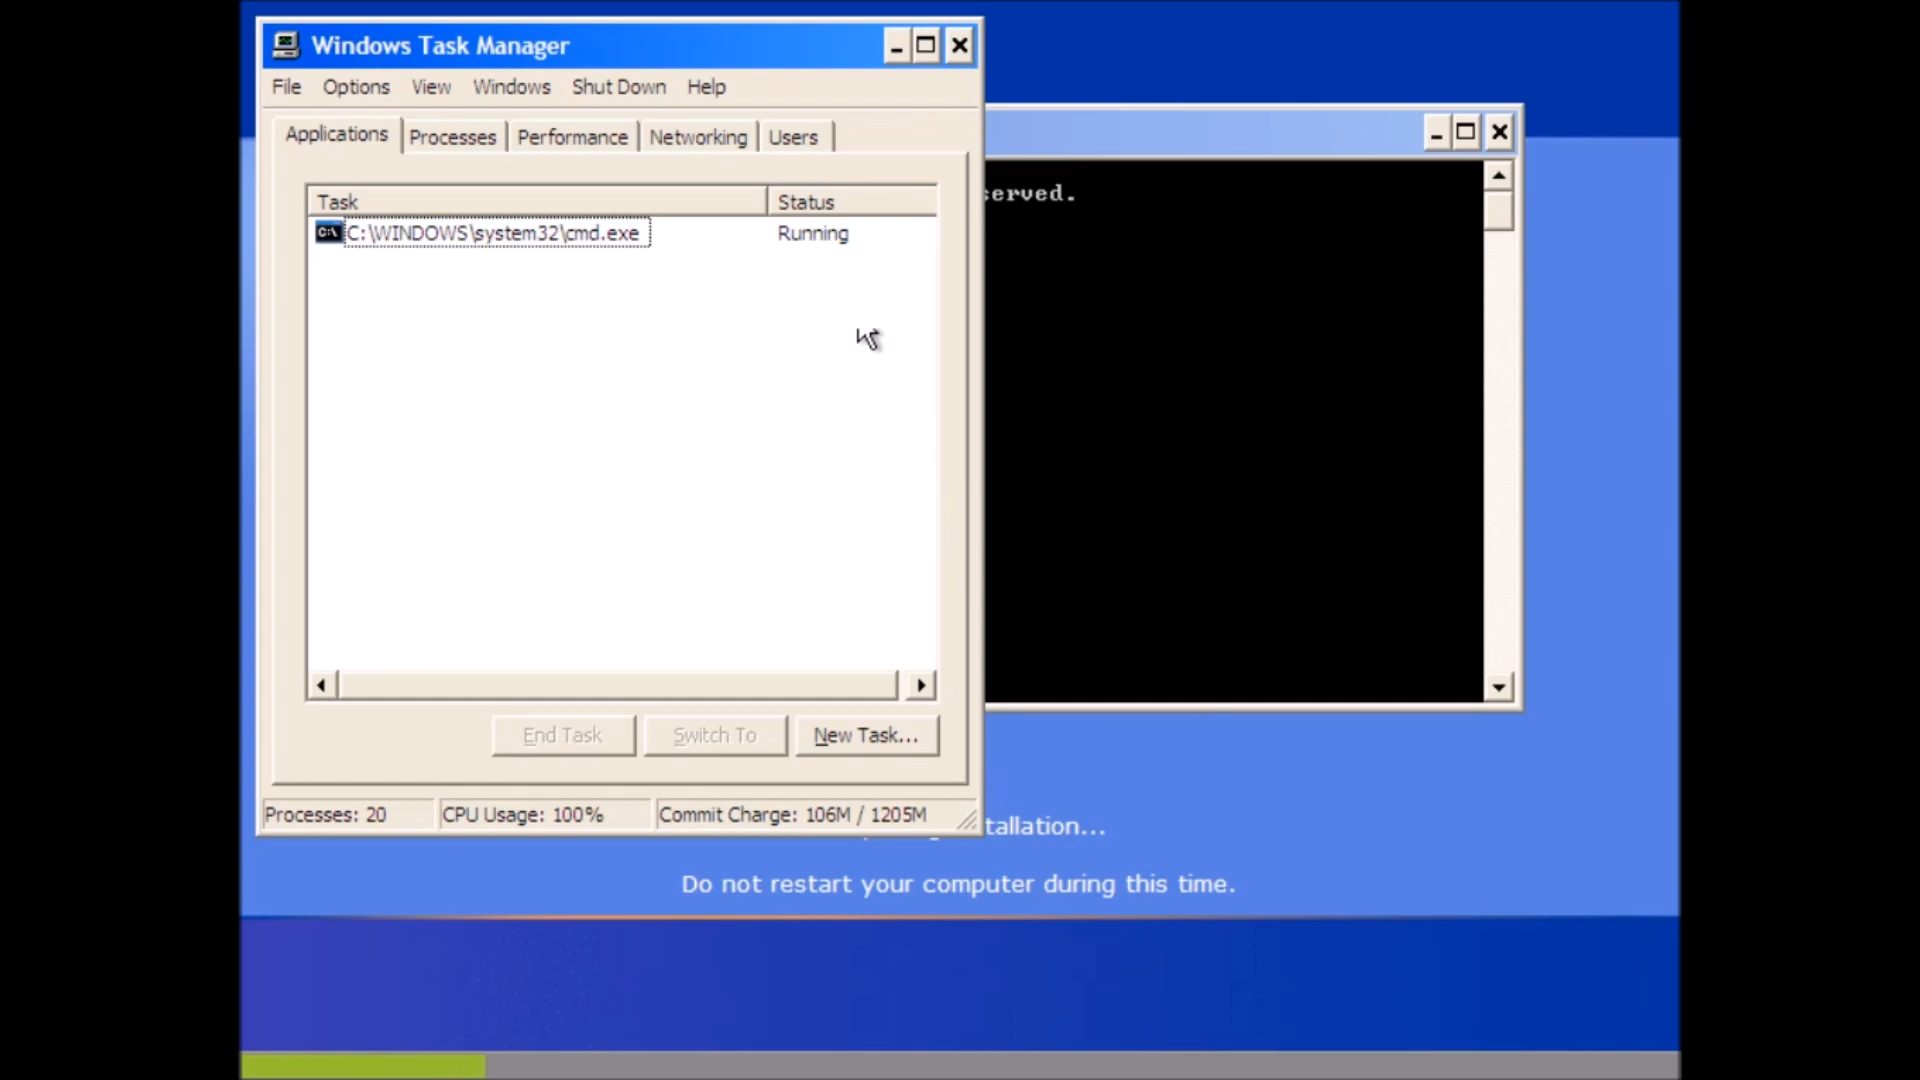 Windows Task Manager
File Options View Windows Shut Down Help
Applications Processes Performance Networking Users
served.
Task Status
C:\ C:\WINDOWS\system32\cmd.exe Running
End Task Switch To New Task...
Processes: 20 CPU Usage: 100% Commit Charge: 106M / 1205M
tallation...
Do not restart your computer during this time.